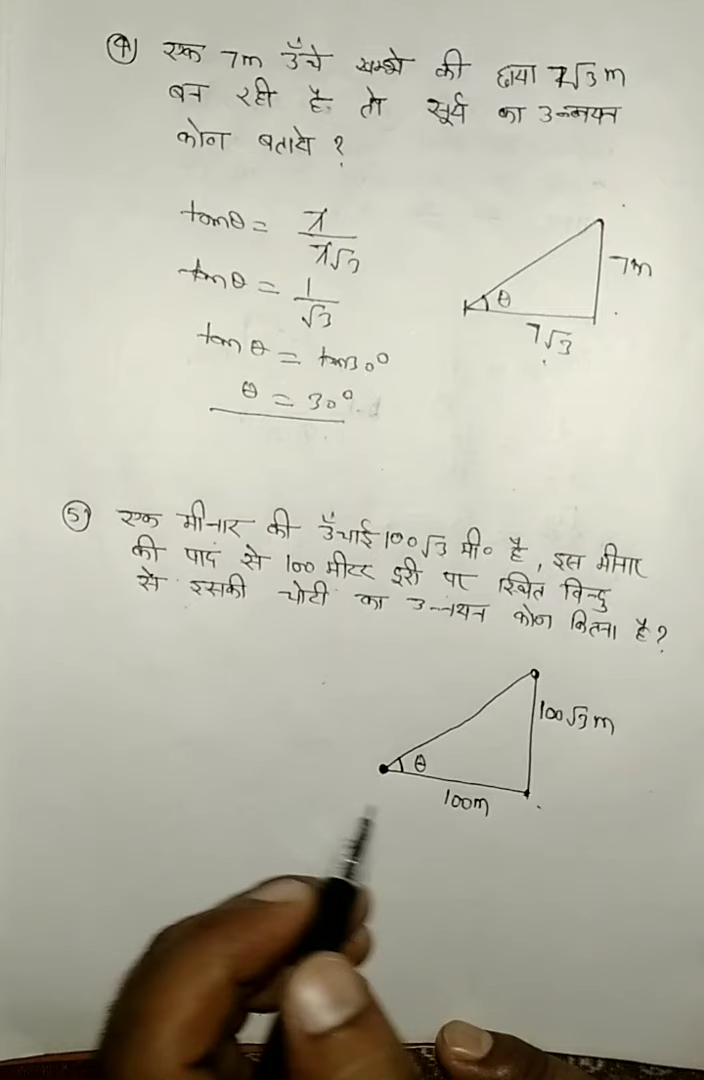 ④ एक 7m उँचे खम्भे की छाया 7√3 m
बन रही है, तो सूर्य का उन्नयन
कोन बताये ?
tanθ = 7/7√3
tanθ = 1/√3
tanθ = tan30°
θ = 30°
θ
7m
7√3
⑤ एक मीनार की उँचाई 100√3 मी० है, इस मीनार
की पाद से 100 मीटर दूरी पर स्थित विन्दु
से इसकी चोटी का उन्नयन कोन कितना है ?
100√3 m
θ
100m